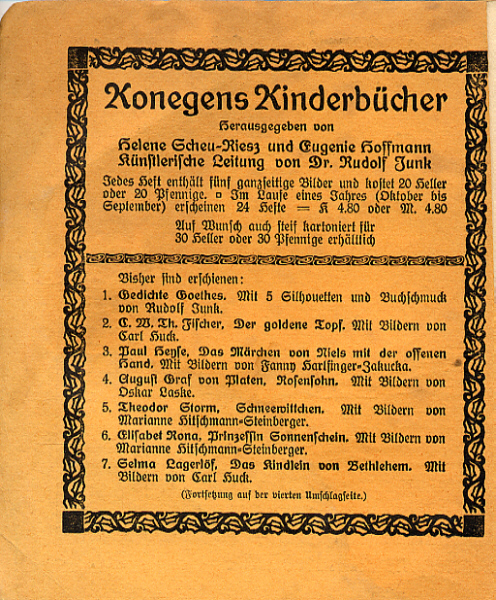 Konegens Kinderbücher
Herausgegeben von
Helene Scheu-Riesz und Eugenie Hoffmann
Künstlerische Leitung von Dr. Rudolf Junk
Jedes Heft enthält fünf ganzseitige Bilder und kostet 20 Heller
oder 20 Pfennige. ▫ Im Laufe eines Jahres (Oktober bis
September) erscheinen 24 Hefte = K 4.80 oder M. 4.80
Auf Wunsch auch steif kartoniert für
30 Heller oder 30 Pfennige erhältlich
Bisher sind erschienen:
1. Gedichte Goethes. Mit 5 Silhouetten und Buchschmuck
von Rudolf Junk.
2. C. W. Th. Fischer, Der goldene Topf. Mit Bildern von
Carl Huck.
3. Paul Heyse, Das Märchen von Niels mit der offenen
Hand. Mit Bildern von Fanny Harlfinger-Zakucka.
4. August Graf von Platen, Rosensohn. Mit Bildern von
Oskar Laske.
5. Theodor Storm, Schneewittchen. Mit Bildern von
Marianne Hitschmann-Steinberger.
6. Elisabet Rona, Prinzessin Sonnenschein. Mit Bildern von
Marianne Hitschmann-Steinberger.
7. Selma Lagerlöf, Das Kindlein von Bethlehem. Mit
Bildern von Carl Huck.
(Fortsetzung auf der vierten Umschlagseite.)